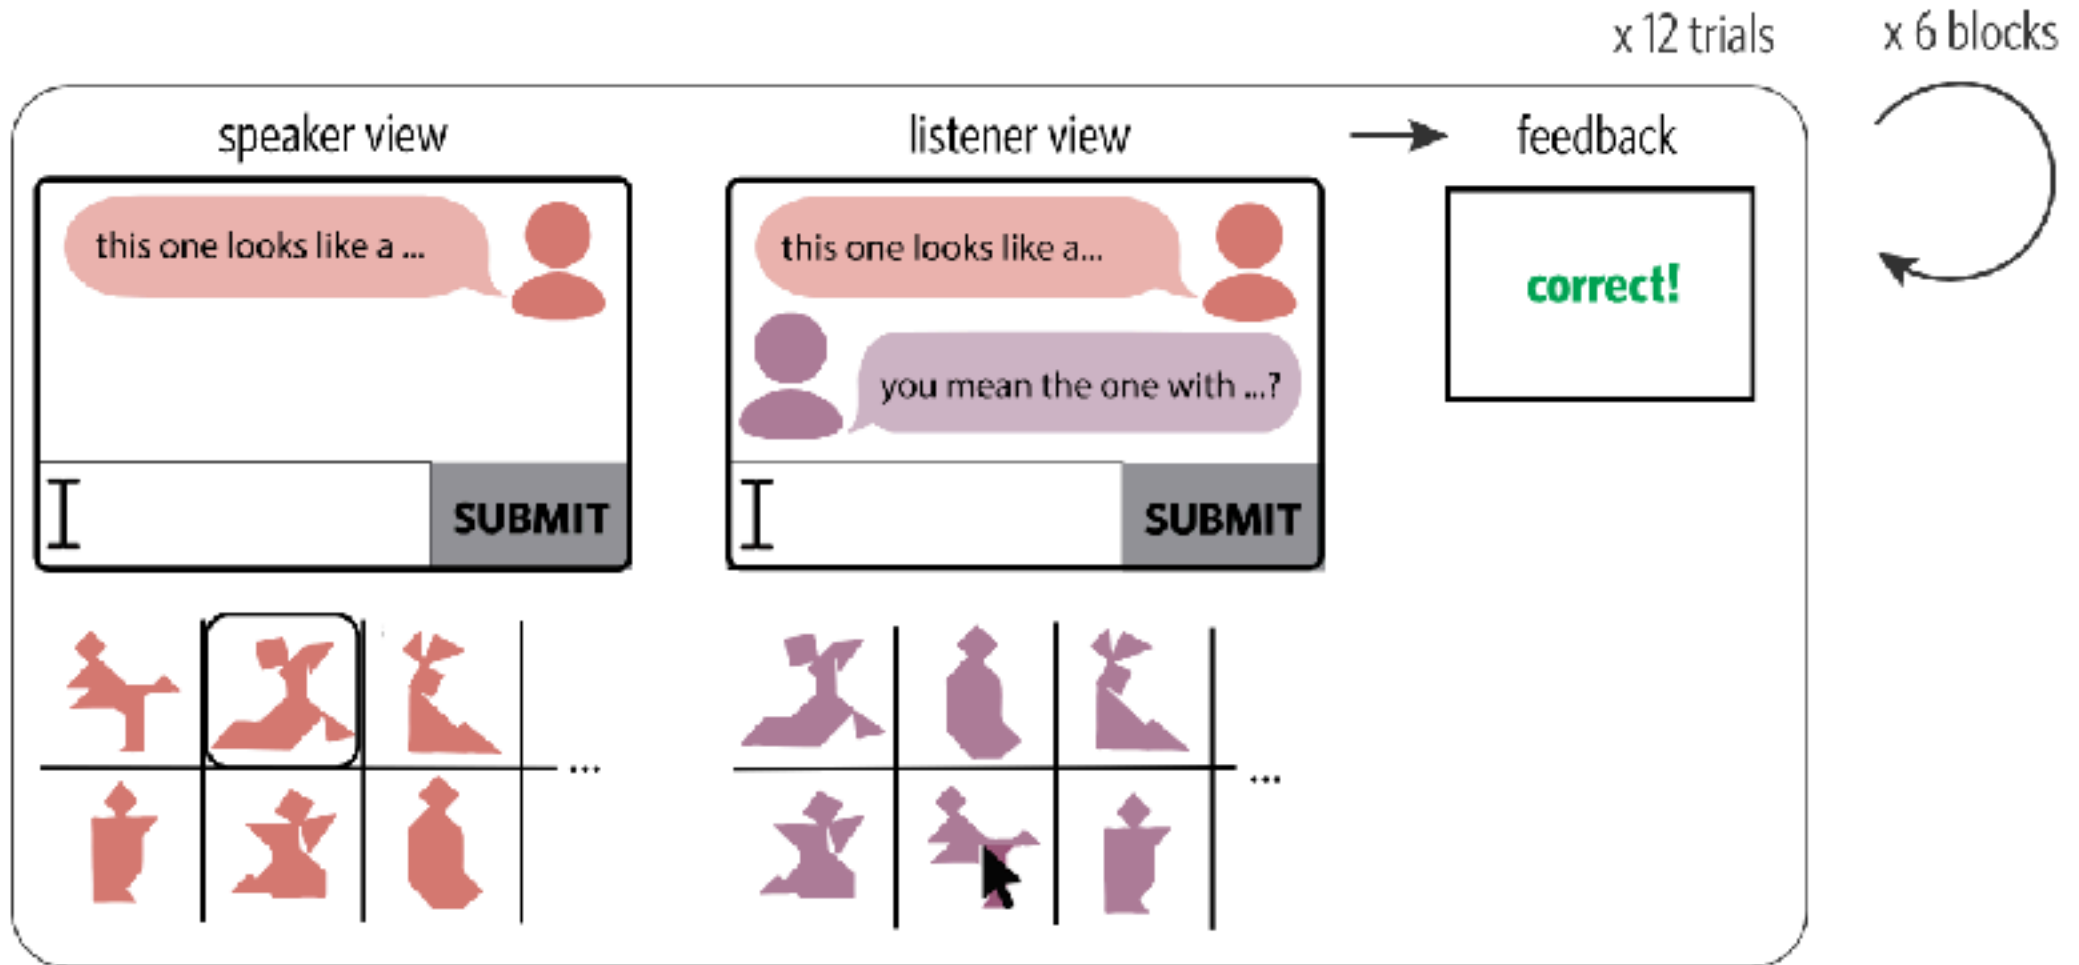 x 12 trials
x 6 blocks
speaker view
listener view
feedback
this one looks like a ...
SUBMIT
this one looks like a...
you mean the one with ...?
SUBMIT
correct!
...
...